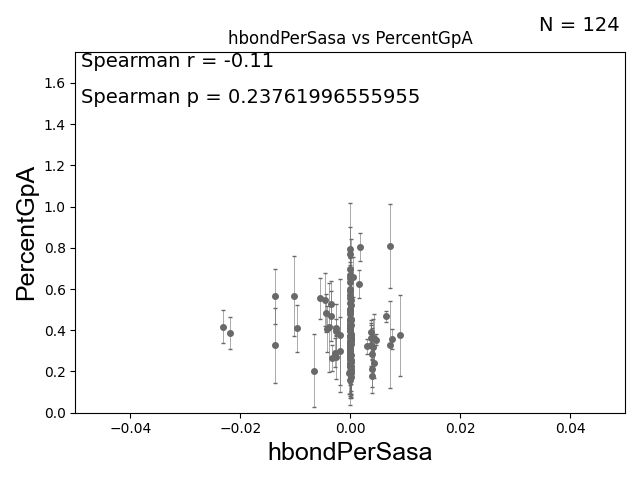 N = 124
hbondPerSasa vs PercentGpA
Spearman r = -0.11
Spearman p = 0.23761996555955
PercentGpA
1.6
1.4
1.2
1.0
0.8
0.6
0.4
0.2
0.0
−0.04 −0.02 0.00 0.02 0.04
hbondPerSasa